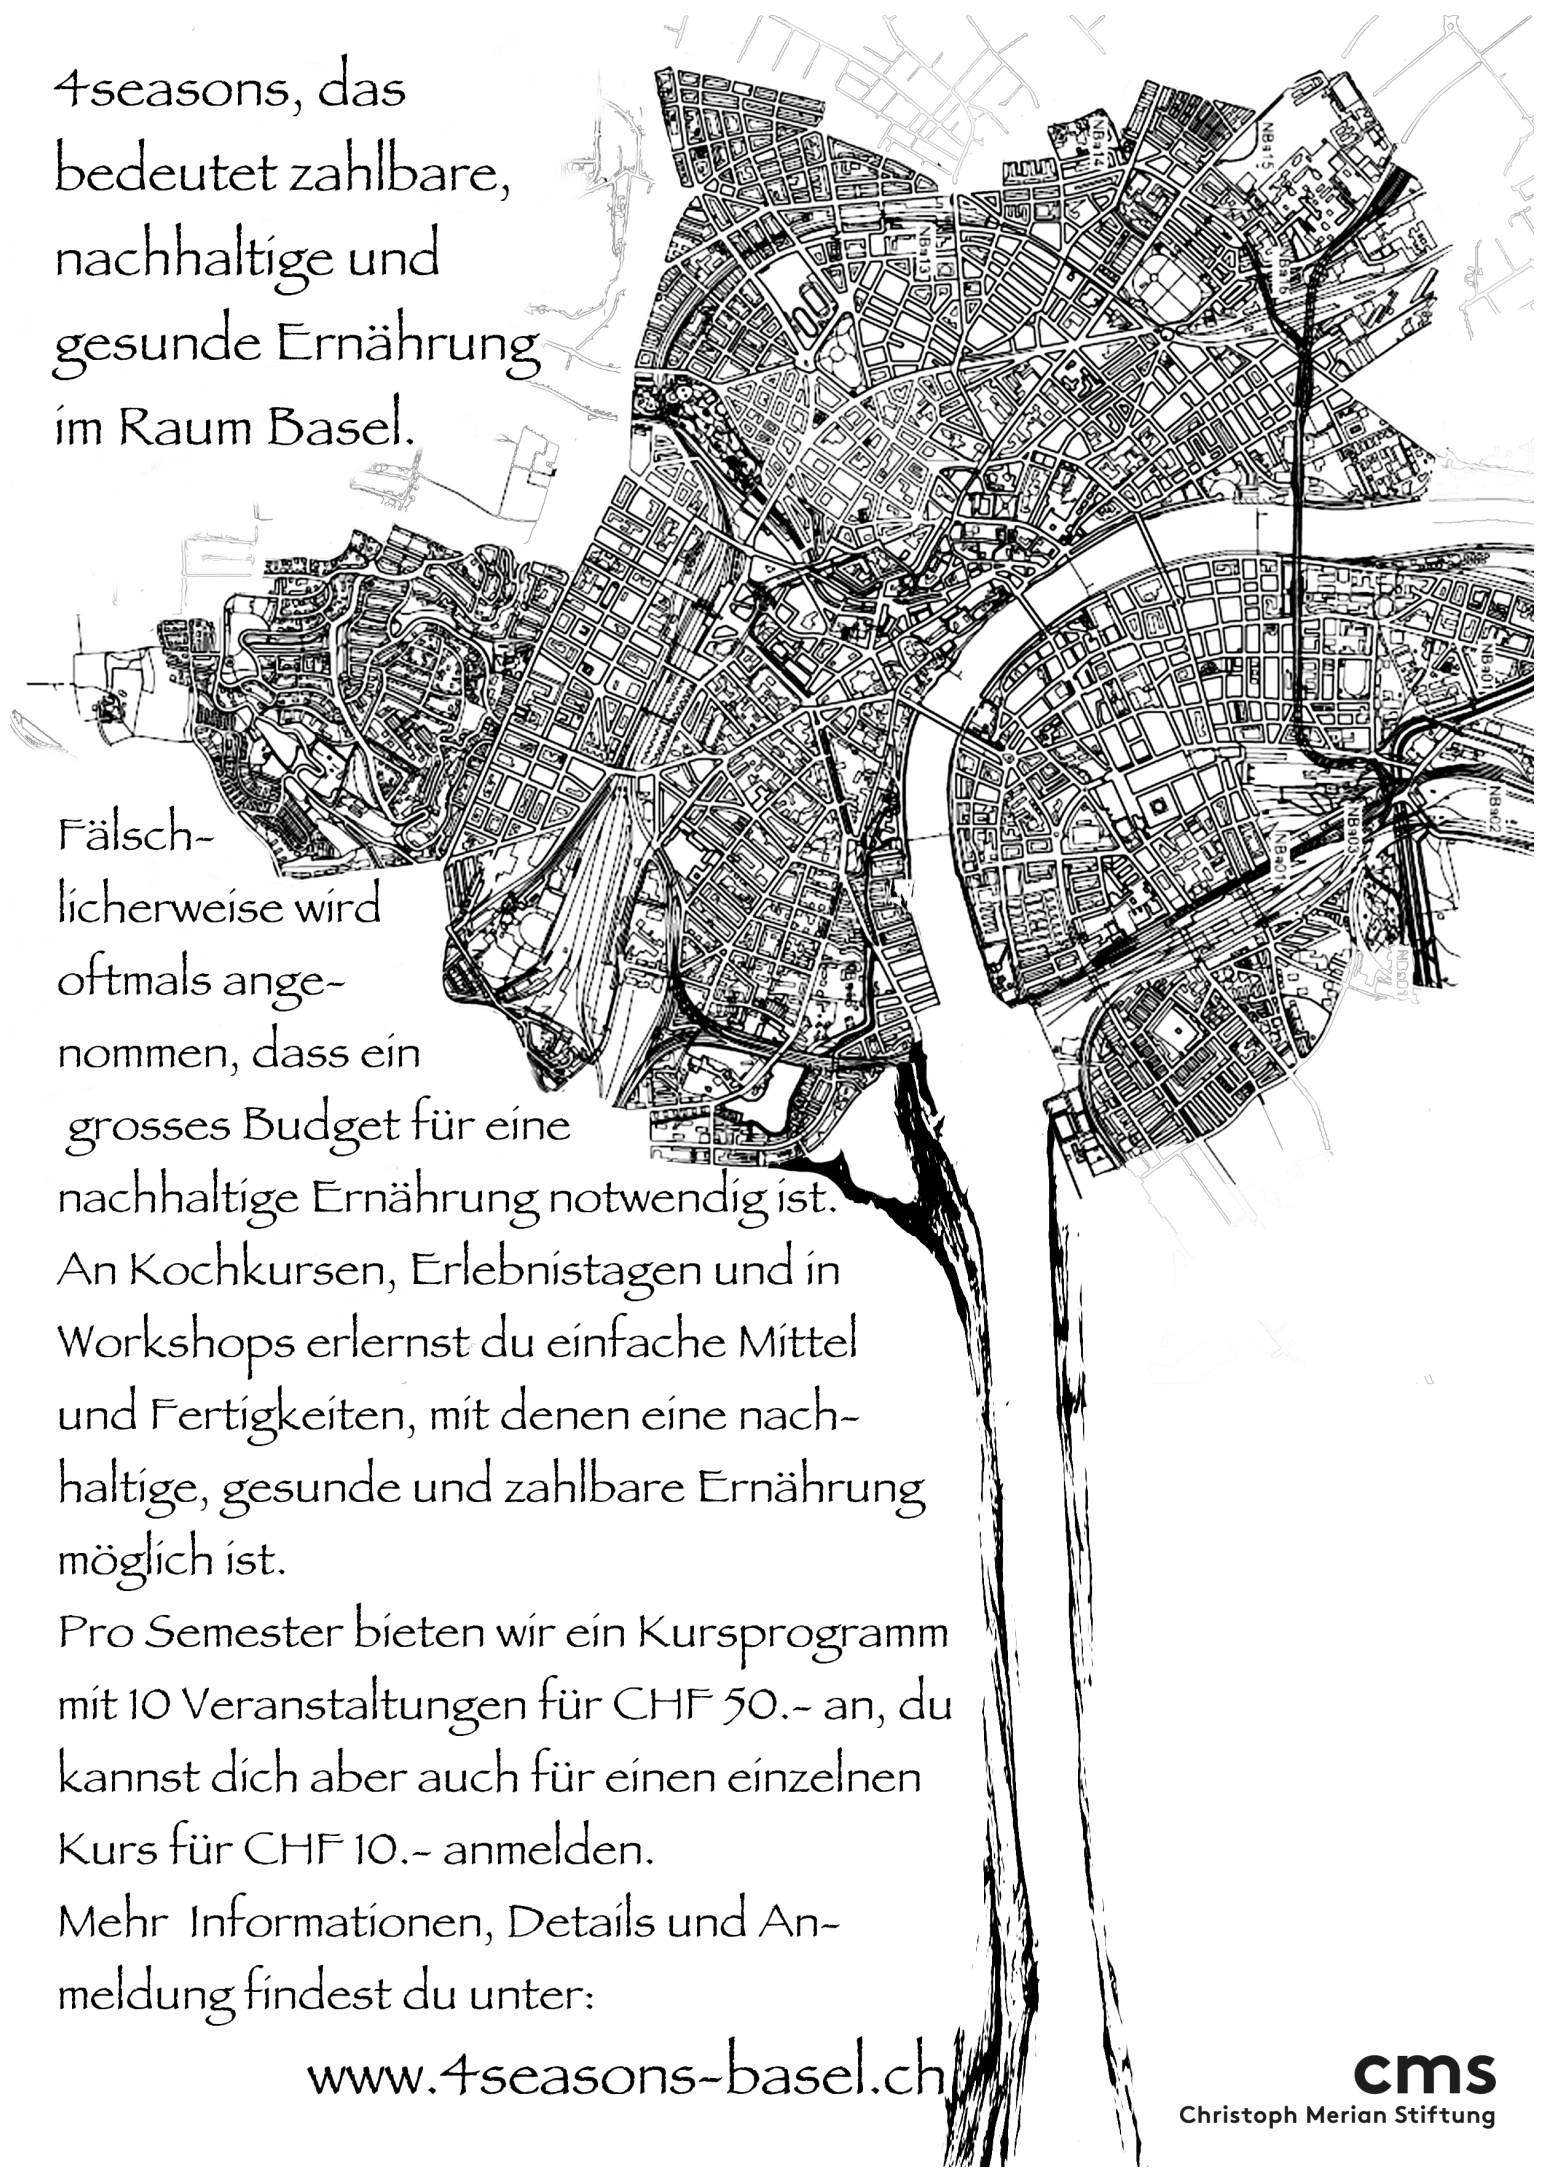 4seasons, das
bedeutet zahlbare,
nachhaltige und
gesunde Ernährung
im Raum Basel.
Fälsch-
licherweise wird
oftmals ange-
nommen, dass ein
grosses Budget für eine
nachhaltige Ernährung notwendig ist.
An Kochkursen, Erlebnistagen und in
Workshops erlernst du einfache Mittel
und Fertigkeiten, mit denen eine nach-
haltige, gesunde und zahlbare Ernährung
möglich ist.
Pro Semester bieten wir ein Kursprogramm
mit 10 Veranstaltungen für CHF 50.- an, du
kannst dich aber auch für einen einzelnen
Kurs für CHF 10.- anmelden.
Mehr Informationen, Details und An-
meldung findest du unter:
www.4seasons-basel.ch
cms
Christoph Merian Stiftung
NBa14
NBa15
NBa13
NBa02